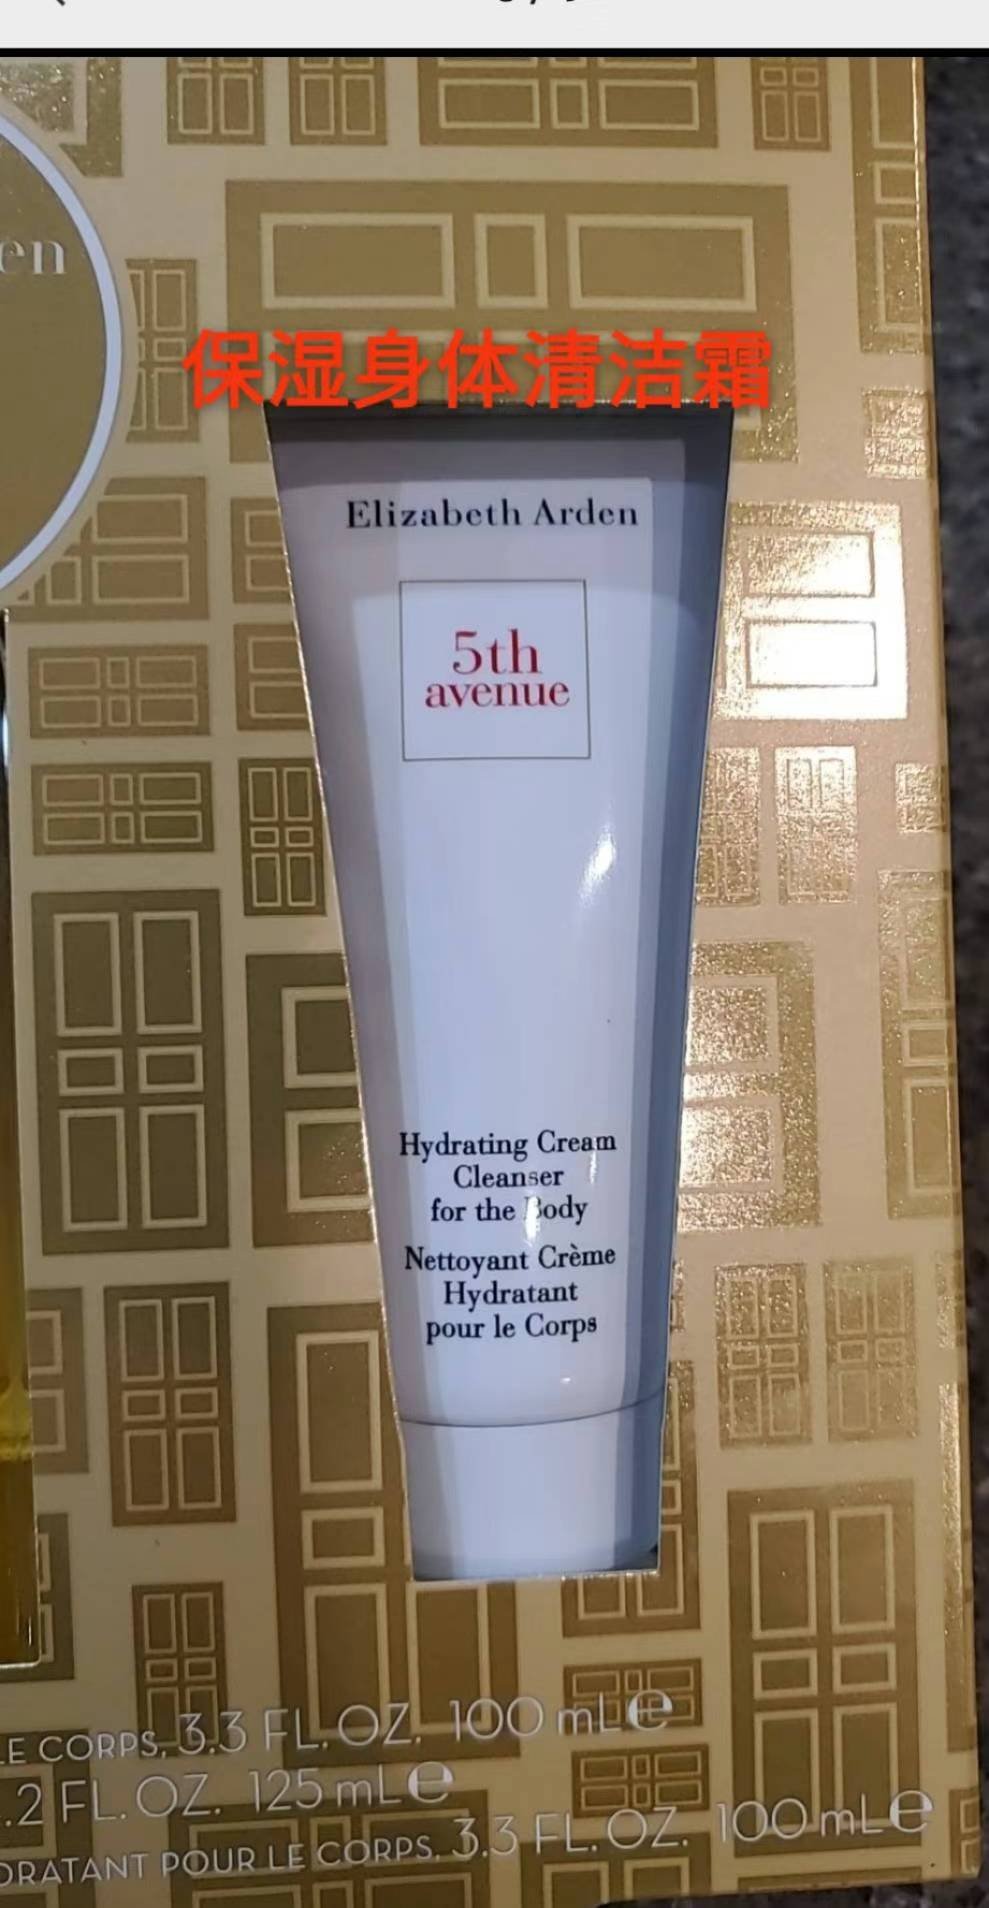 en
保湿身体清洁霜
Elizabeth Arden
5th
avenue
Hydrating Cream
Cleanser
for the Body
Nettoyant Crème
Hydratant
pour le Corps
LE CORPS, 3.3 FL. OZ. 100 mL e
.2 FL. OZ. 125 mL e
DRATANT POUR LE CORPS, 3.3 FL. OZ. 100 mL e